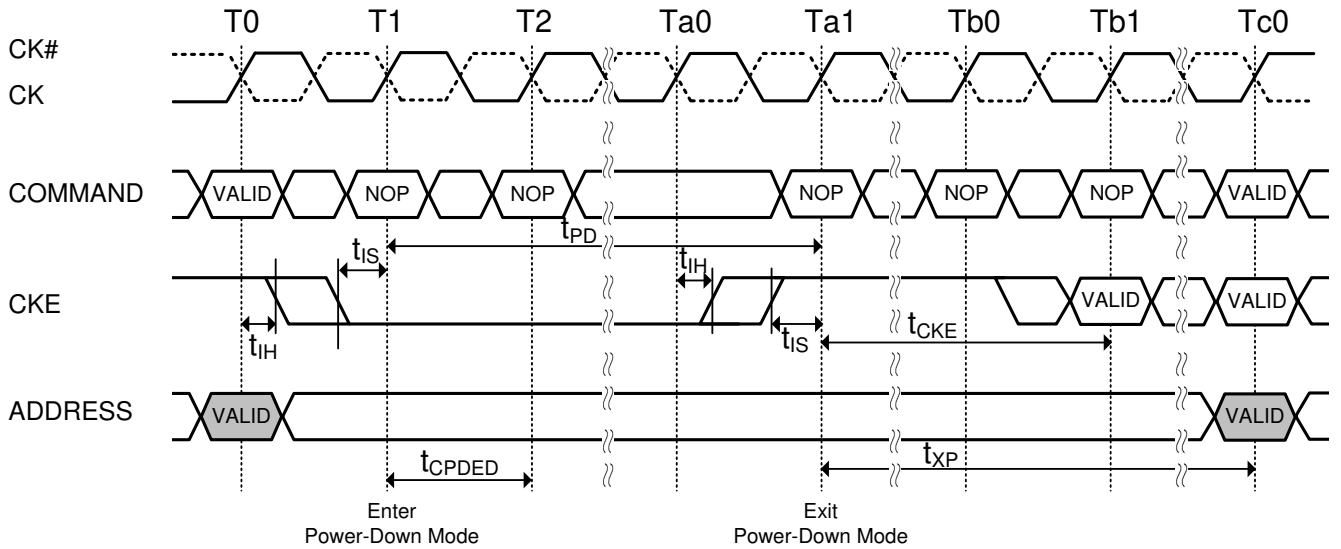 T0 T1 T2 Ta0 Ta1 Tb0 Tb1 Tc0
CK#
CK
COMMAND VALID NOP NOP NOP NOP NOP VALID
tPD
tIS tIH
CKE VALID VALID
tIH tIS tCKE
ADDRESS VALID VALID
tCPDED tXP
Enter
Power-Down Mode
Exit
Power-Down Mode